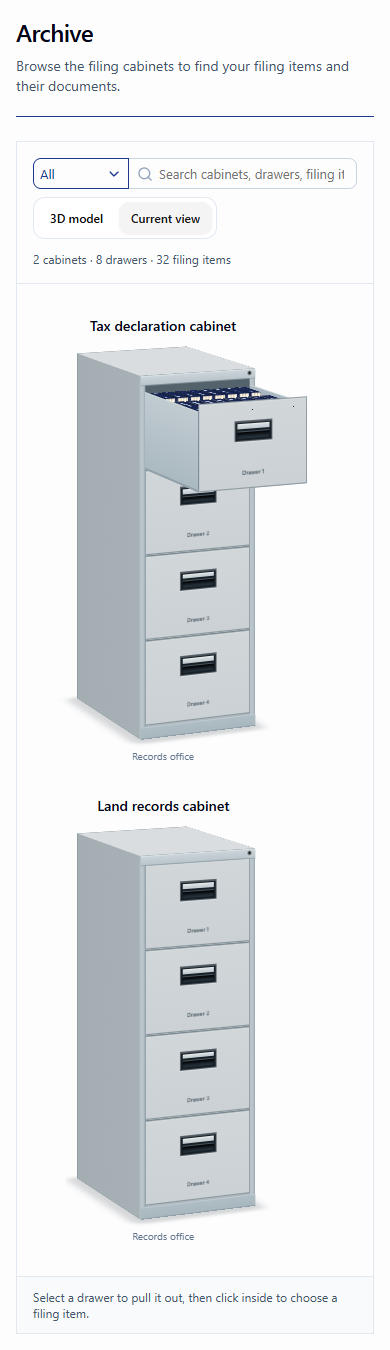 Archive
Browse the filing cabinets to find your filing items and
their documents.
All
Search cabinets, drawers, filing it
3D model
Current view
2 cabinets · 8 drawers · 32 filing items
Tax declaration cabinet
Drawer 1
Drawer 2
Drawer 3
Drawer 4
Records office
Land records cabinet
Drawer 1
Drawer 2
Drawer 3
Drawer 4
Records office
Select a drawer to pull it out, then click inside to choose a
filing item.